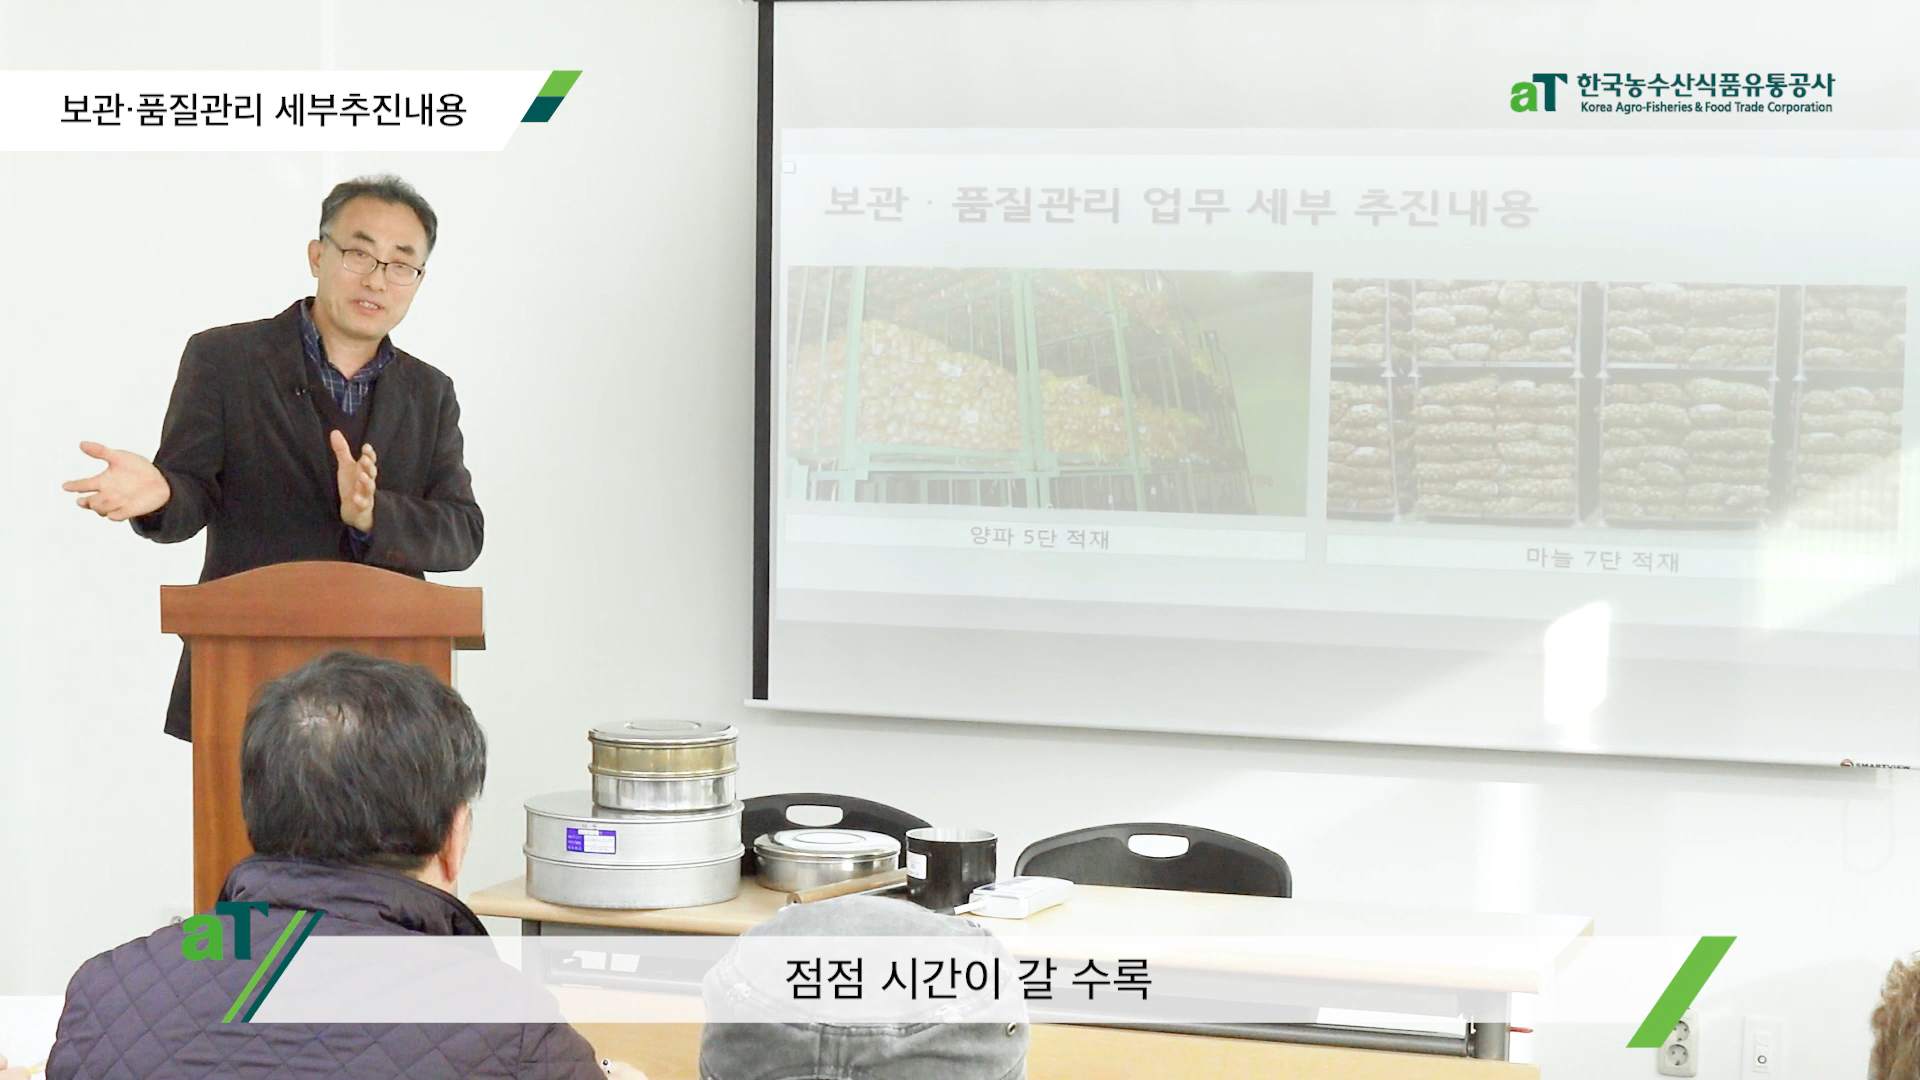 보관·품질관리 세부추진내용
aT 한국농수산식품유통공사
Korea Agro-Fisheries & Food Trade Corporation
보관 · 품질관리 업무 세부 추진내용
양파 5단 적재
마늘 7단 적재
SMARTVIEW
aT
점점 시간이 갈 수록